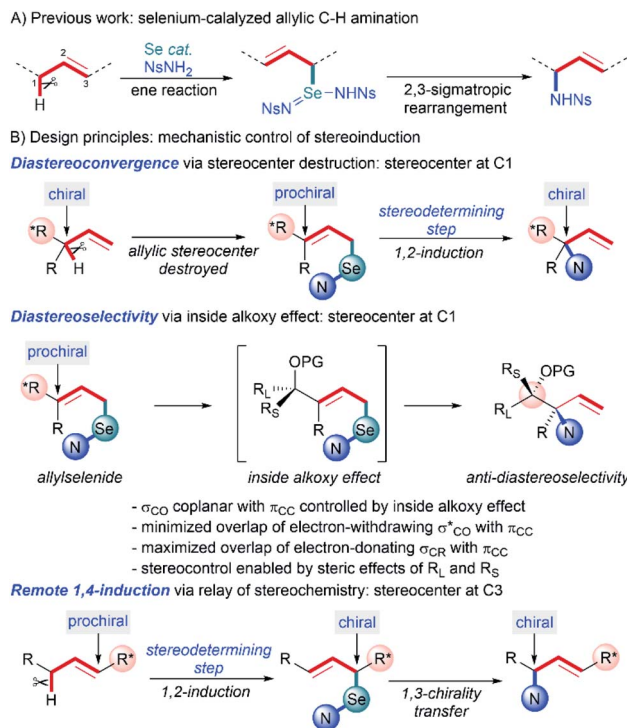 A) Previous work: selenium-calalyzed allylic C-H amination
1
2
3
H
Se cat.
NsNH2
ene reaction
NsN
Se
NHNs
2,3-sigmatropic
rearrangement
NHNs
B) Design principles: mechanistic control of stereoinduction
Diastereoconvergence via stereocenter destruction: stereocenter at C1
chiral
*R
R
H
allylic stereocenter
destroyed
prochiral
*R
R
Se
N
stereodetermining
step
1,2-induction
chiral
*R
R
N
Diastereoselectivity via inside alkoxy effect: stereocenter at C1
prochiral
*R
R
Se
N
allylselenide
OPG
RL
RS
R
Se
N
inside alkoxy effect
RS
OPG
RL
R
N
anti-diastereoselectivity
- σCO coplanar with πCC controlled by inside alkoxy effect
- minimized overlap of electron-withdrawing σ*CO with πCC
- maximized overlap of electron-donating σCR with πCC
- stereocontrol enabled by steric effects of RL and RS
Remote 1,4-induction via relay of stereochemistry: stereocenter at C3
prochiral
R
R*
H
stereodetermining
step
1,2-induction
chiral
R
R*
Se
N
1,3-chirality
transfer
chiral
R
R*
N